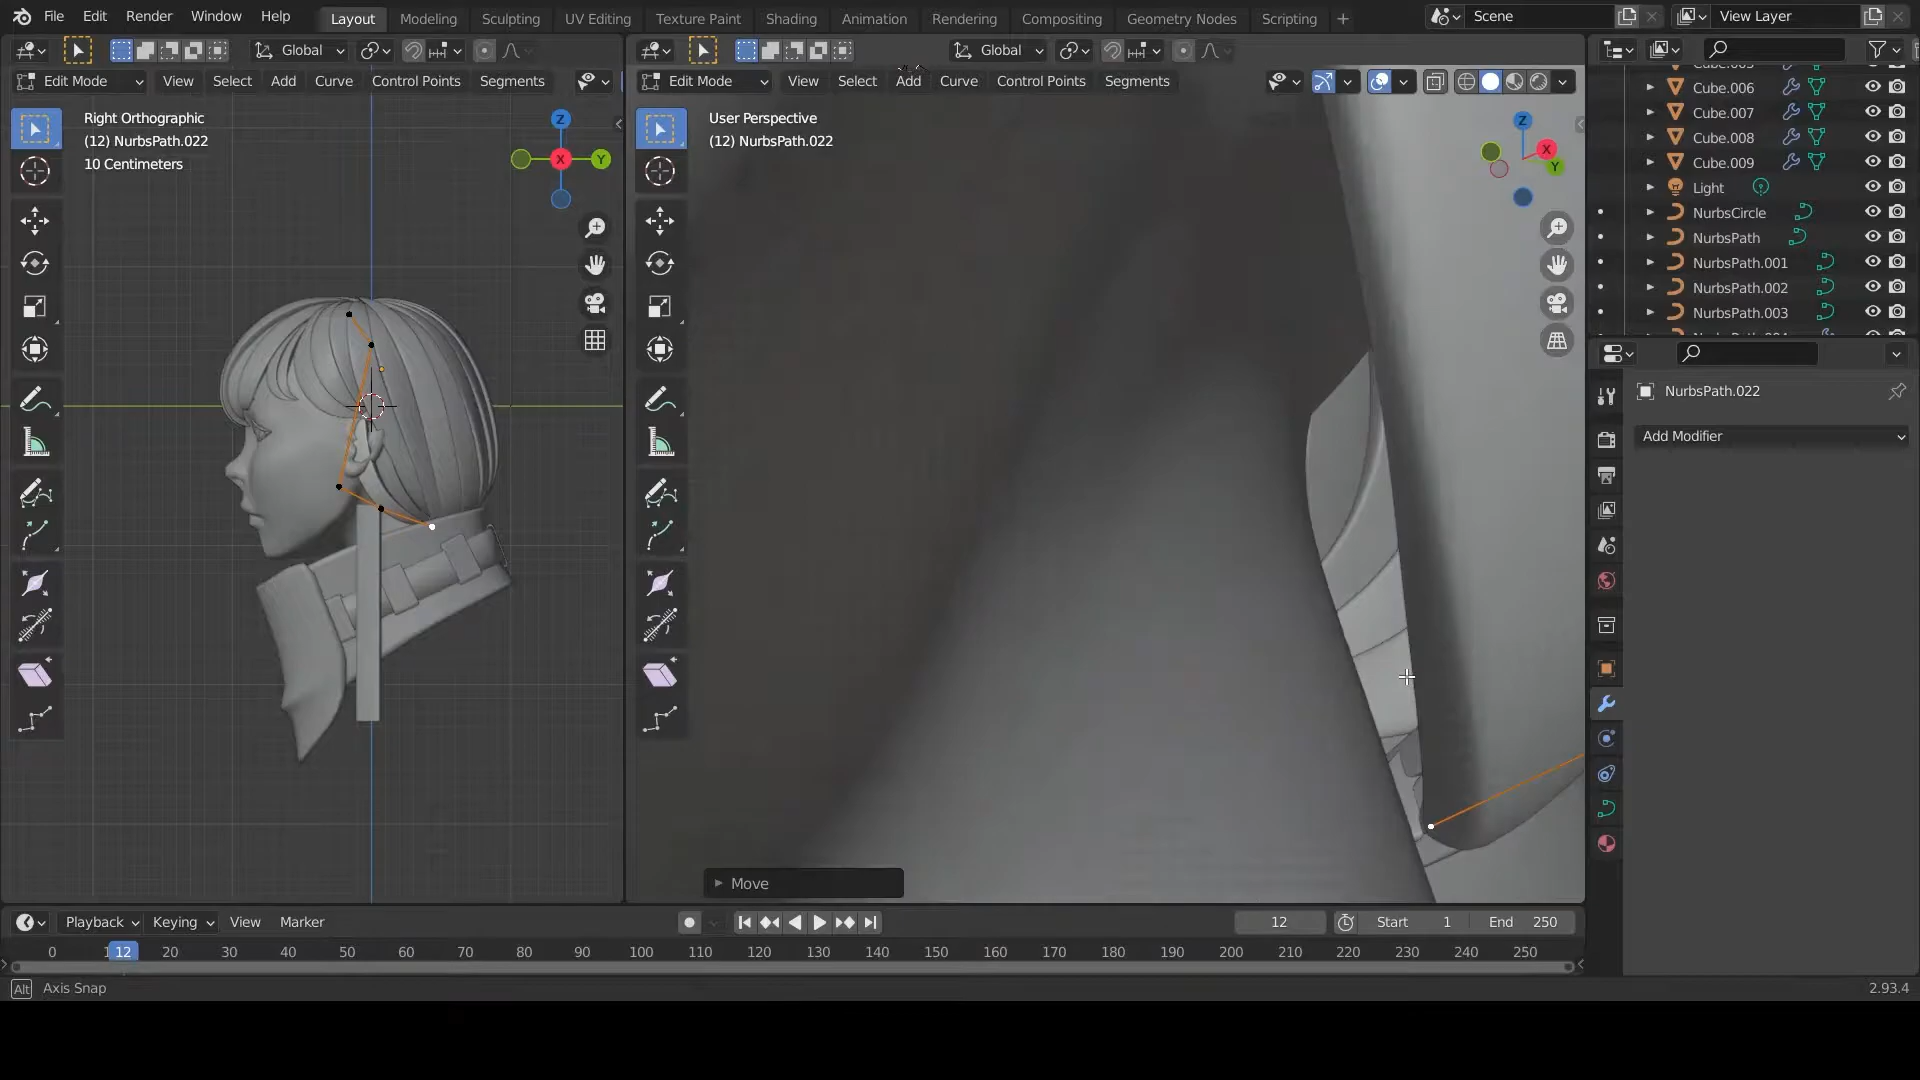 File Edit Render Window Help Layout Modeling Sculpting UV Editing Texture Paint Shading Animation Rendering Compositing Geometry Nodes Scripting + Scene View Layer
Global Global
Edit Mode View Select Add Curve Control Points Segments Edit Mode View Select Add Curve Control Points Segments
Right Orthographic
(12) NurbsPath.022
10 Centimeters
Z
X
Y
User Perspective
(12) NurbsPath.022
Z
X
Y
Cube.006
Cube.007
Cube.008
Cube.009
Light
NurbsCircle
NurbsPath
NurbsPath.001
NurbsPath.002
NurbsPath.003
NurbsPath.022
Add Modifier
Move
Playback Keying View Marker 12 Start 1 End 250
0 12 20 30 40 50 60 70 80 90 100 110 120 130 140 150 160 170 180 190 200 210 220 230 240 250
Alt Axis Snap 2.93.4